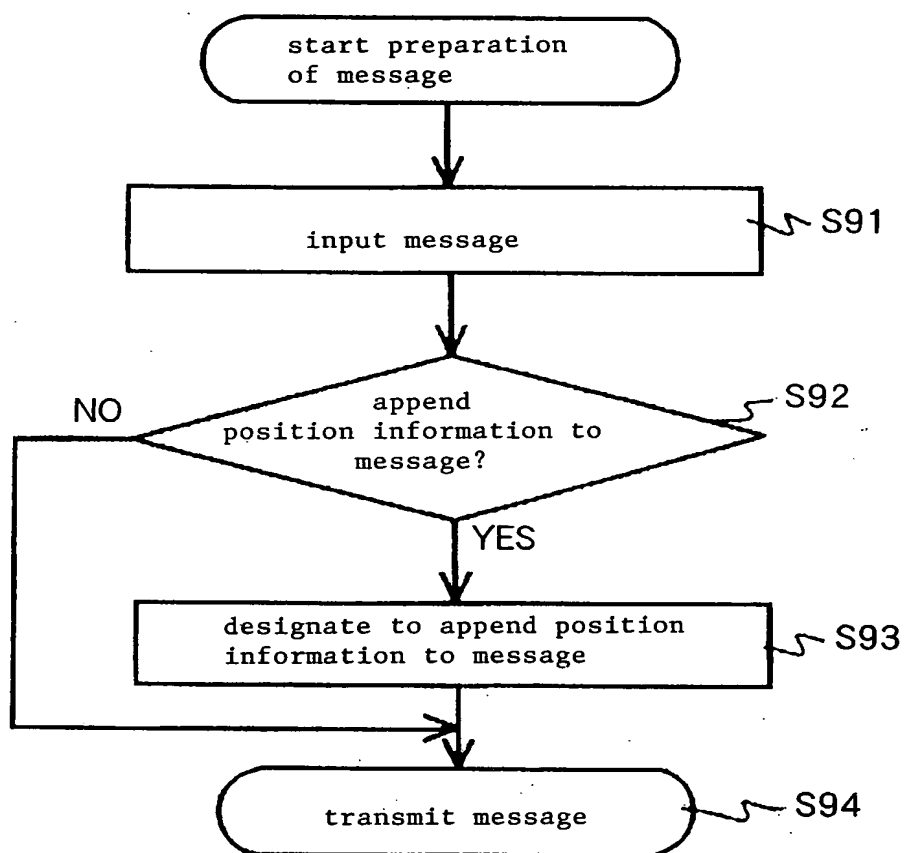 start preparation
of message
input message
S91
append
position information to
message?
S92
NO
YES
designate to append position
information to message
S93
transmit message
S94